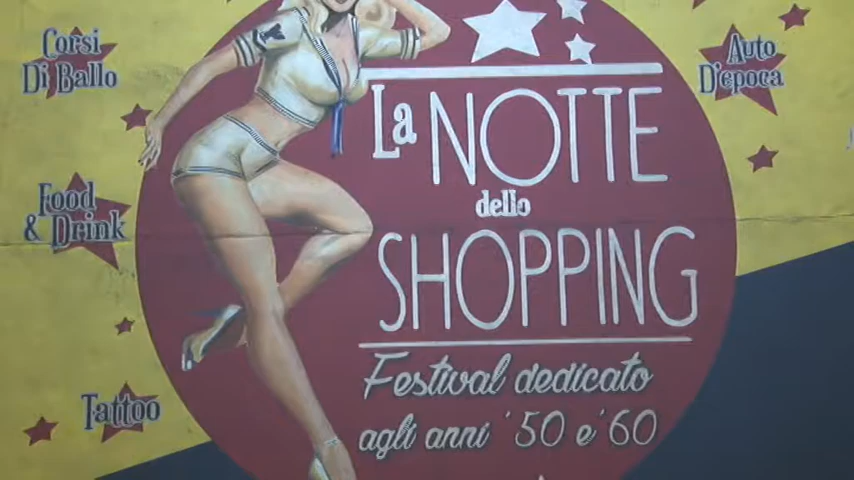 Corsi
Di Ballo
Auto
D'epoca
Food
& Drink
Tattoo
La NOTTE
dello
SHOPPING
Festival dedicato
agli anni '50 e '60